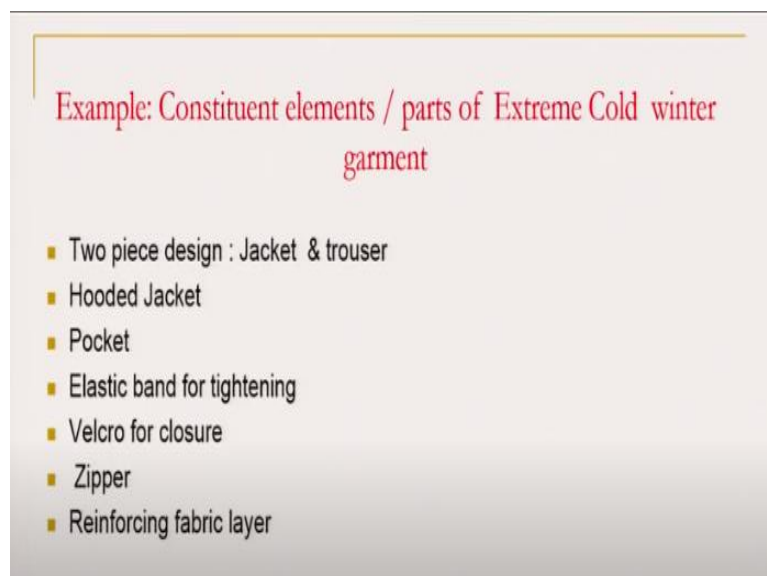 Example: Constituent elements / parts of Extreme Cold winter
garment
Two piece design : Jacket & trouser
Hooded Jacket
Pocket
Elastic band for tightening
Velcro for closure
Zipper
Reinforcing fabric layer